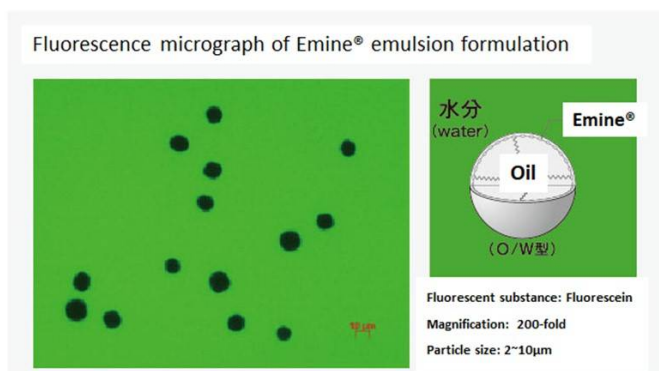 Fluorescence micrograph of Emine® emulsion formulation
水分
(water)
Emine®
Oil
(O/W型)
Fluorescent substance: Fluorescein
Magnification: 200-fold
Particle size: 2~10μm